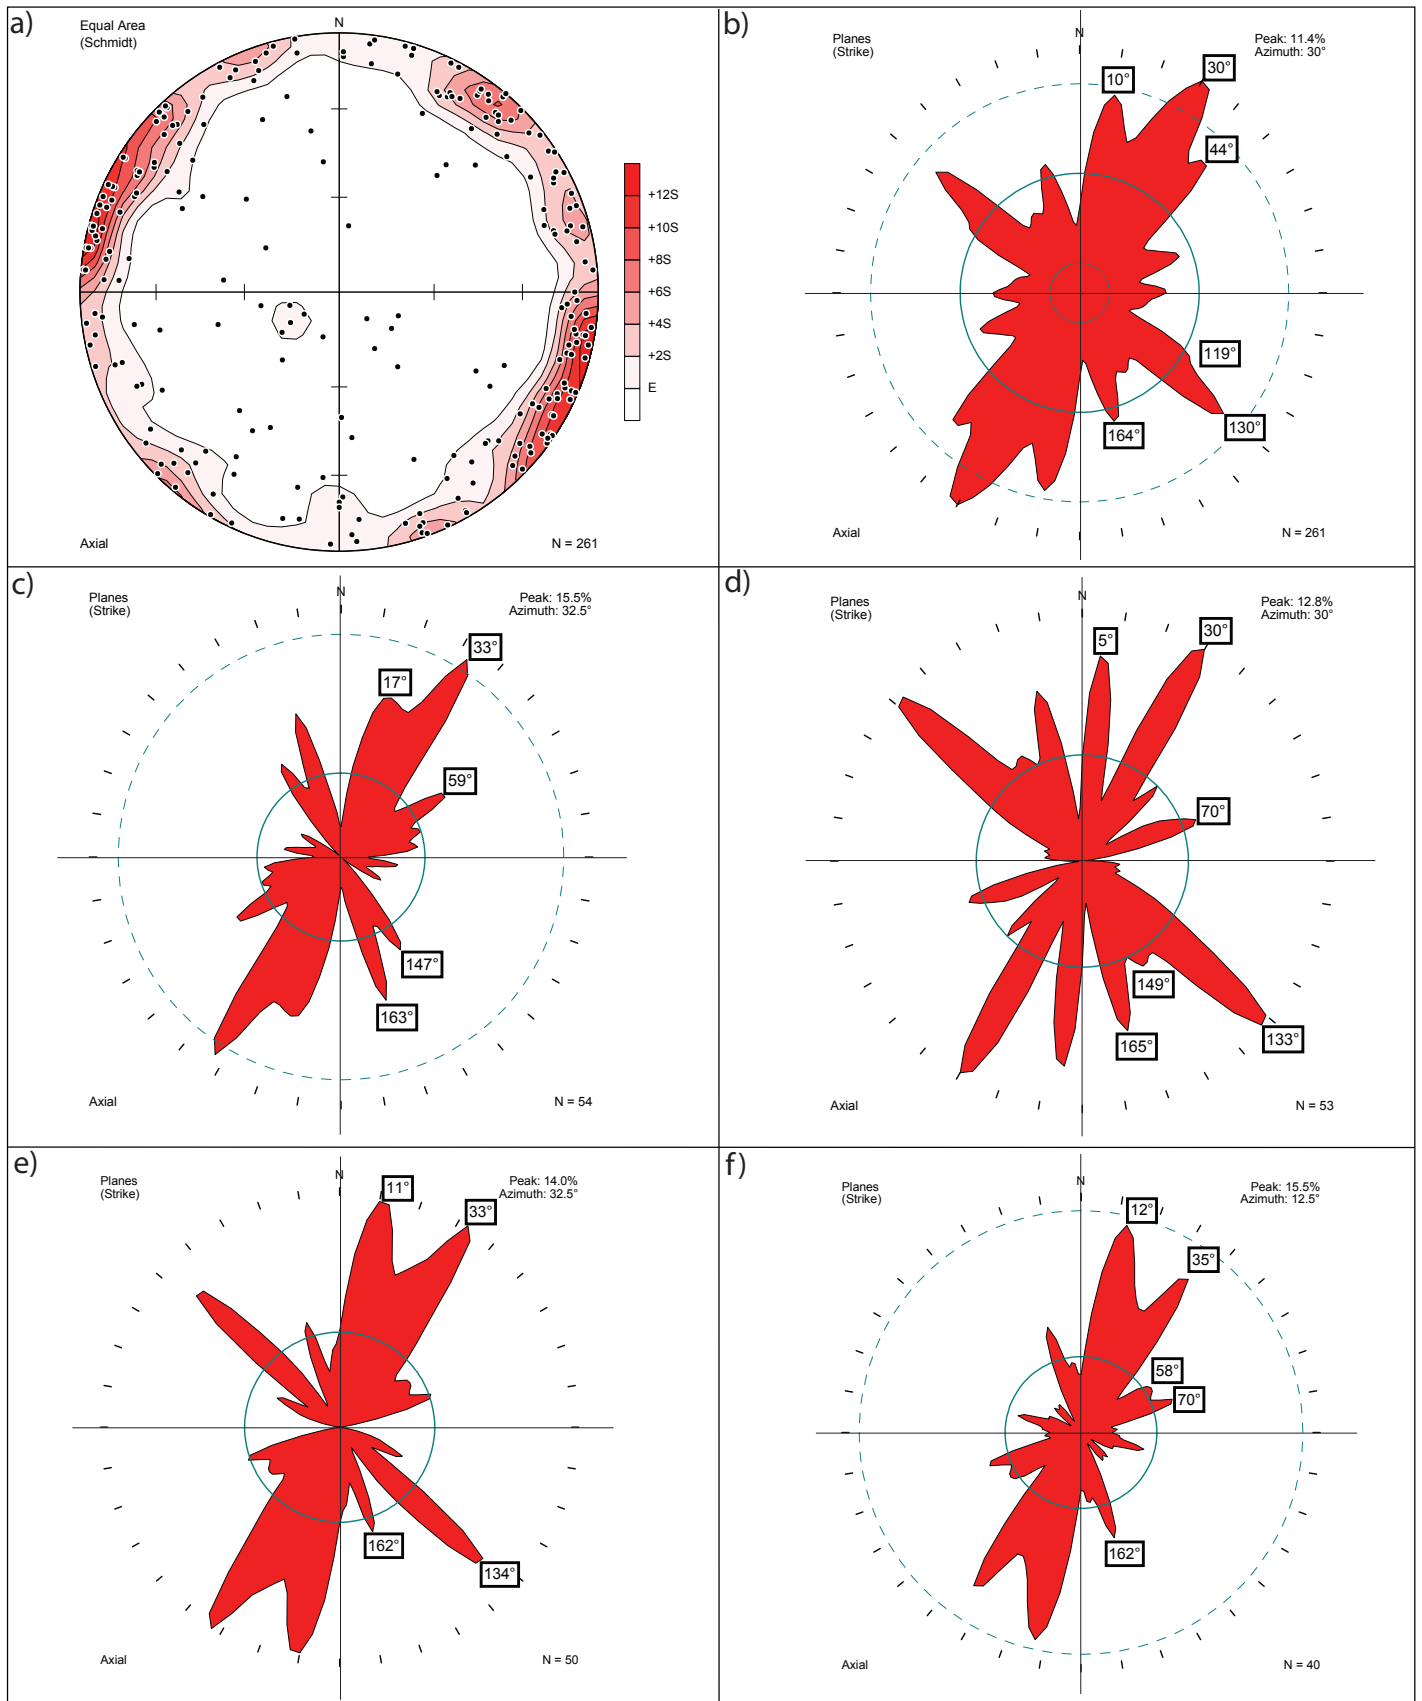 a)
Equal Area
(Schmidt)
N
+12S
+10S
+8S
+6S
+4S
+2S
E
Axial
N = 261
b)
Planes
(Strike)
N
Peak: 11.4%
Azimuth: 30°
10°
30°
44°
119°
130°
164°
Axial
N = 261
c)
Planes
(Strike)
N
Peak: 15.5%
Azimuth: 32.5°
33°
17°
59°
147°
163°
Axial
N = 54
d)
Planes
(Strike)
N
Peak: 12.8%
Azimuth: 30°
5°
30°
70°
149°
165°
133°
Axial
N = 53
e)
Planes
(Strike)
N
Peak: 14.0%
Azimuth: 32.5°
11°
33°
162°
134°
Axial
N = 50
f)
Planes
(Strike)
N
Peak: 15.5%
Azimuth: 12.5°
12°
35°
58°
70°
162°
Axial
N = 40